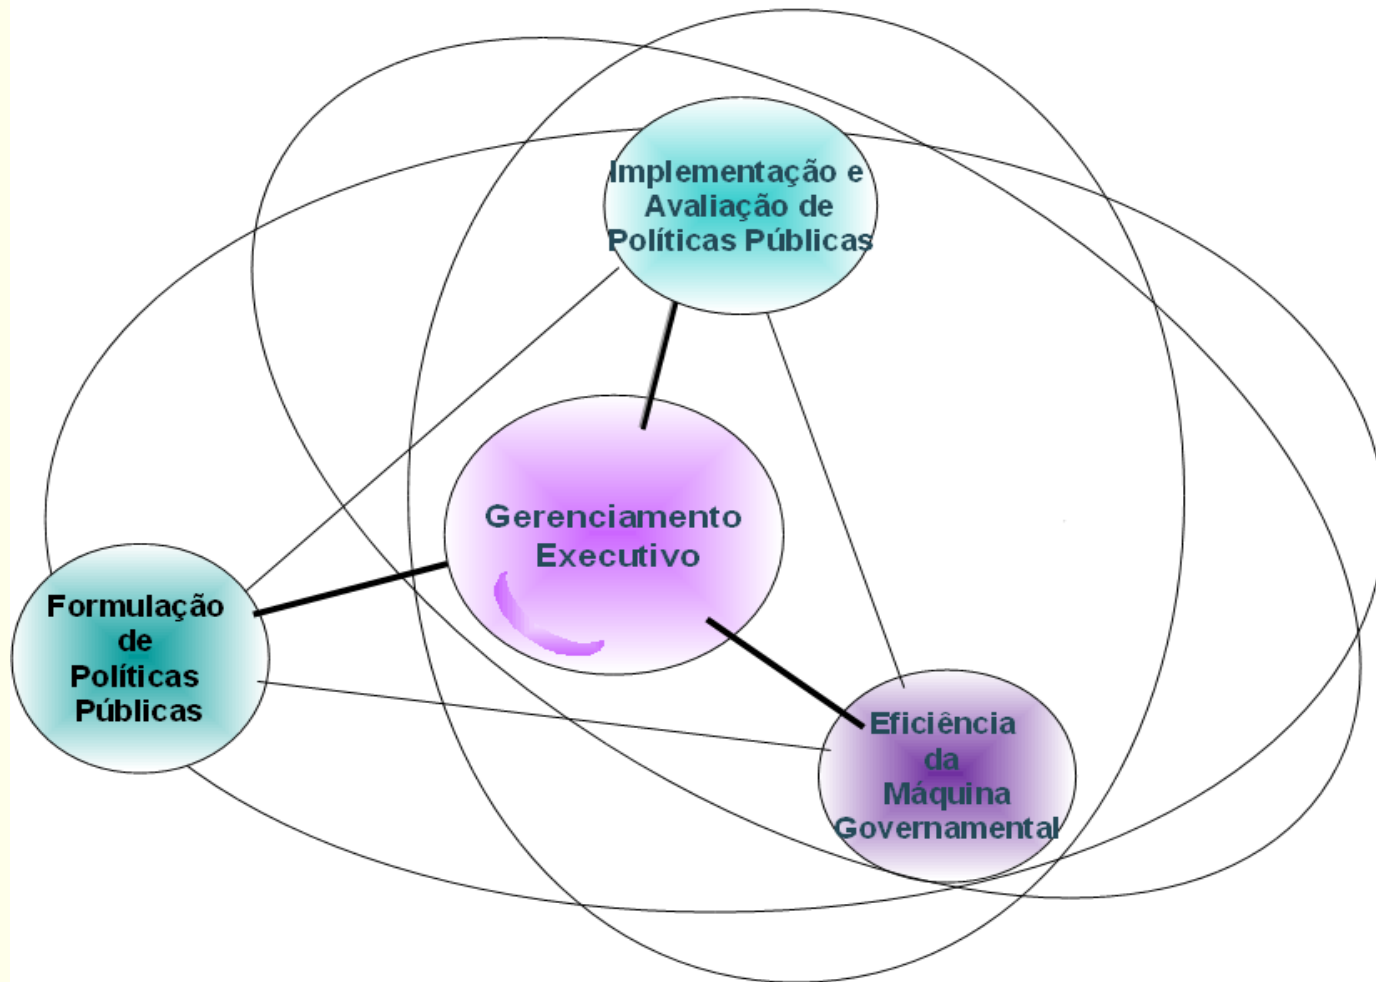 Implementação e
Avaliação de
Políticas Públicas
Gerenciamento
Executivo
Formulação
de
Políticas
Públicas
Eficiência
da
Máquina
Governamental